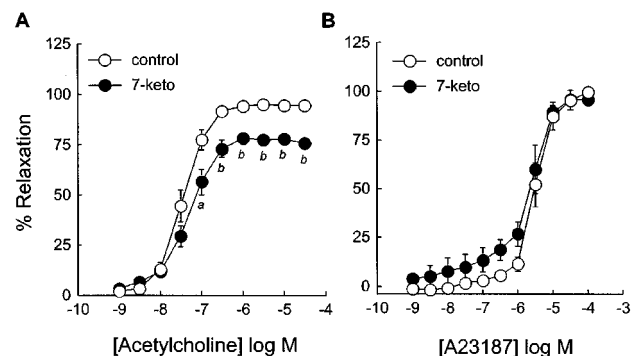 A
125
100
75
50
25
0
% Relaxation
control
7-keto
a
b
b
b
b
b
-10 -9 -8 -7 -6 -5 -4
[Acetylcholine] log M
B
125
100
75
50
25
0
control
7-keto
-10 -9 -8 -7 -6 -5 -4 -3
[A23187] log M